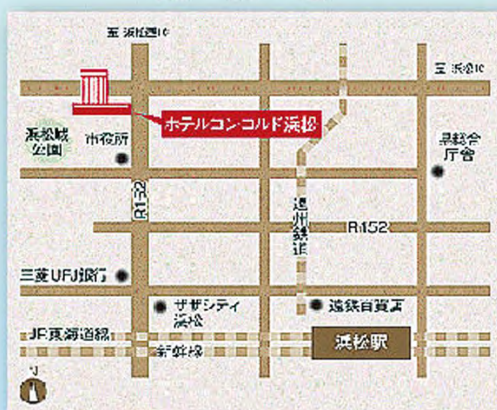 至 浜松西IC
至 浜松IC
ホテルコンコルド浜松
浜松城
公園
市役所
県総合
庁舎
R152
遠州鉄道
R152
三菱UFJ銀行
ザザシティ
浜松
遠鉄百貨店
JR東海道線
浜松駅
新幹線
N